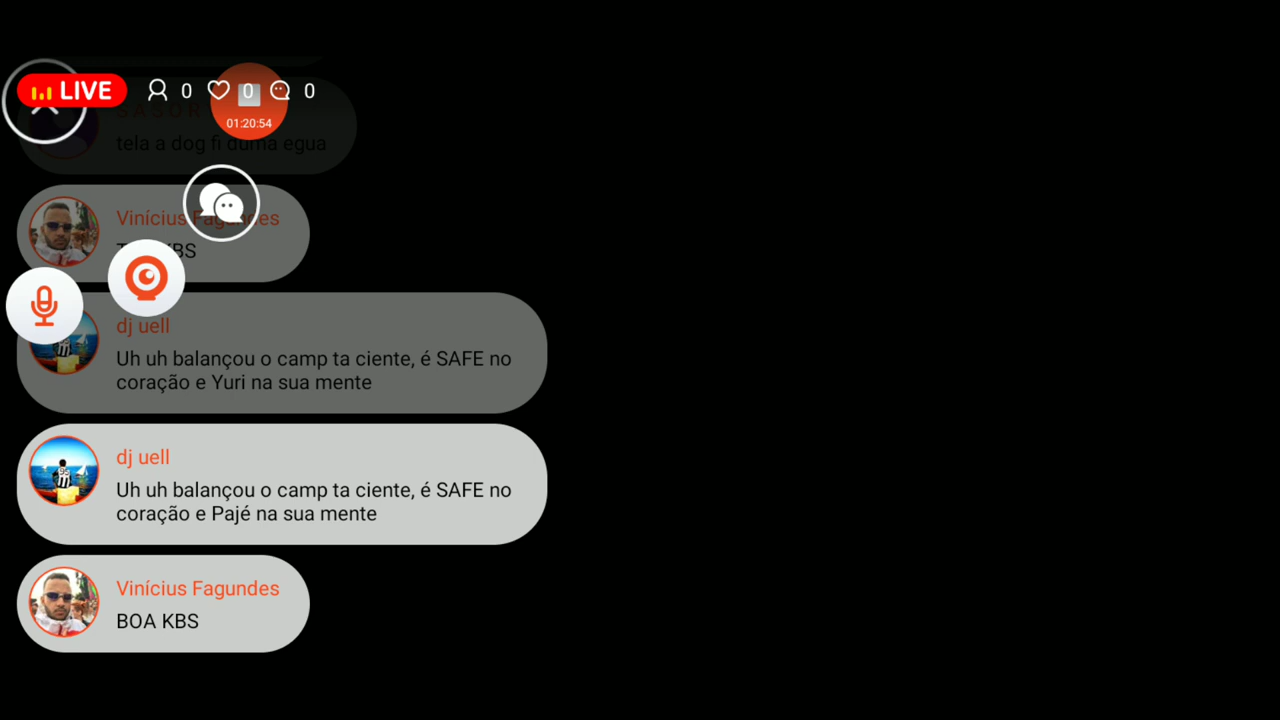 LIVE 0 0 0
01:20:54
SAJOR
tela a dog fi duma egua
Vinícius Fagundes
KBS
dj uell
Uh uh balançou o camp ta ciente, é SAFE no
coração e Yuri na sua mente
dj uell
Uh uh balançou o camp ta ciente, é SAFE no
coração e Pajé na sua mente
Vinícius Fagundes
BOA KBS